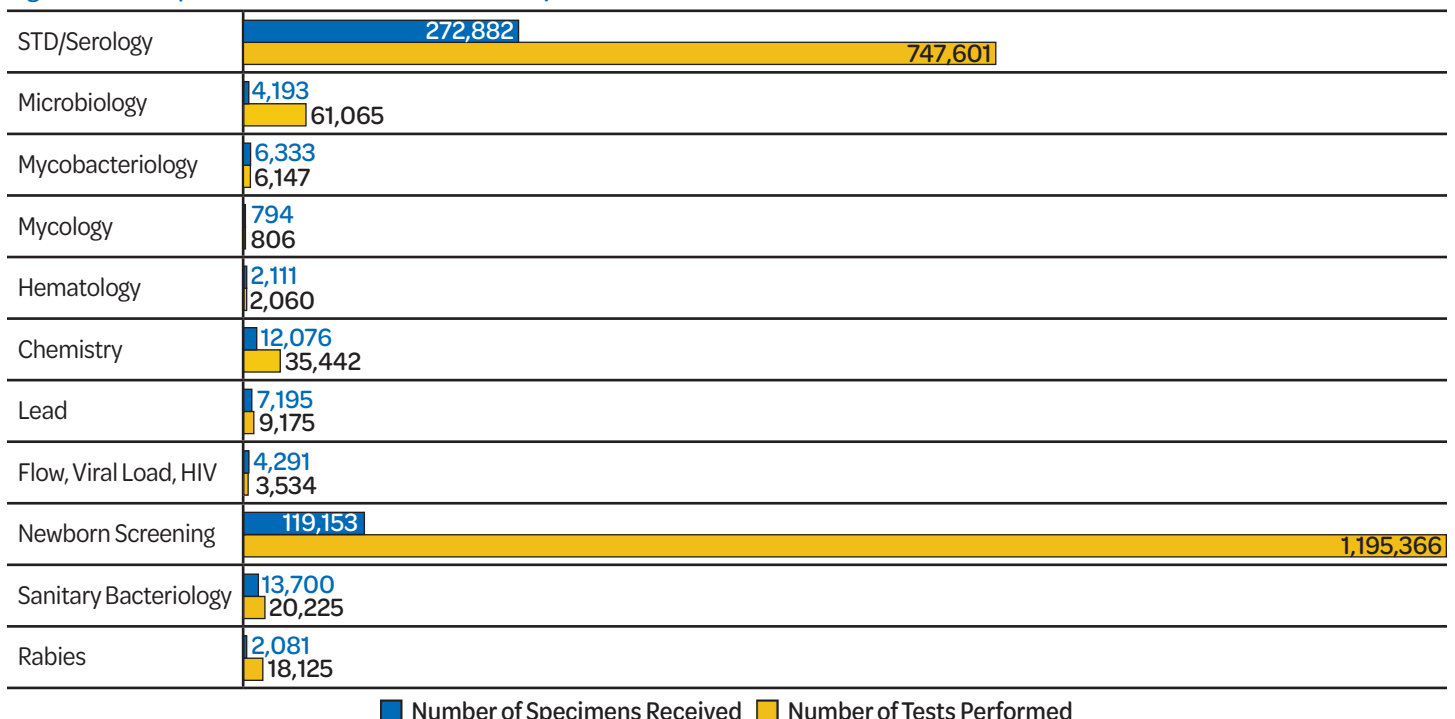 STD/Serology
272,882
747,601
Microbiology
4,193
61,065
Mycobacteriology
6,333
6,147
Mycology
794
806
Hematology
2,111
2,060
Chemistry
12,076
35,442
Lead
7,195
9,175
Flow, Viral Load, HIV
4,291
3,534
Newborn Screening
119,153
1,195,366
Sanitary Bacteriology
13,700
20,225
Rabies
2,081
18,125
Number of Specimens Received Number of Tests Performed